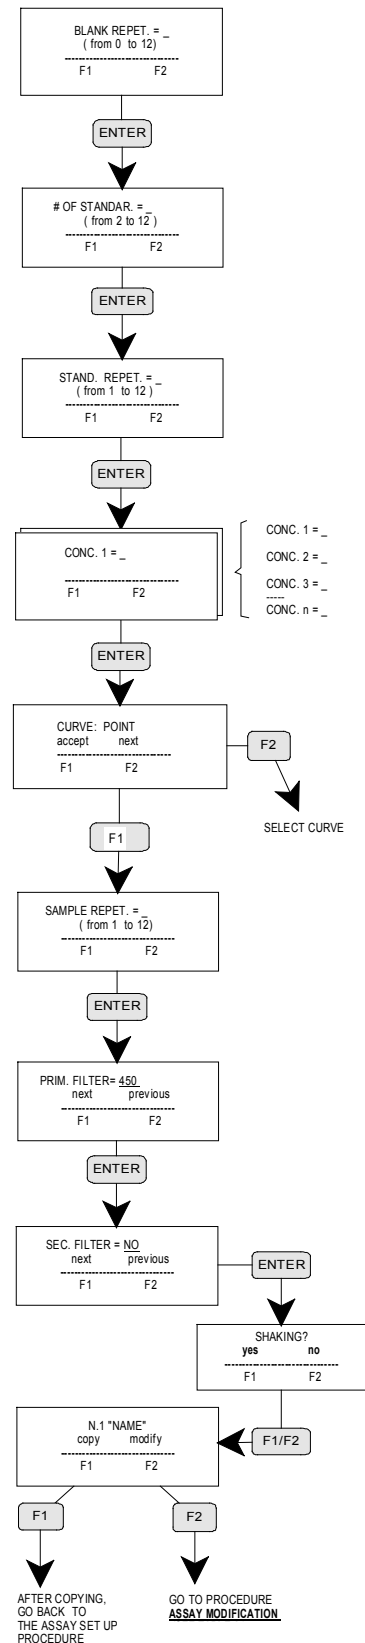 BLANK REPET. = _
( from 0 to 12)
--------------------------------
F1 F2
ENTER
# OF STANDAR. = _
( from 2 to 12 )
--------------------------------
F1 F2
ENTER
STAND. REPET. = _
( from 1 to 12 )
--------------------------------
F1 F2
ENTER
CONC. 1 = _
--------------------------------
F1 F2
CONC. 1 = _
CONC. 2 = _
CONC. 3 = _
-----
CONC. n = _
ENTER
CURVE: POINT
accept next
--------------------------------
F1 F2
F2
SELECT CURVE
F1
SAMPLE REPET. = _
( from 1 to 12)
--------------------------------
F1 F2
ENTER
PRIM. FILTER= 450
next previous
--------------------------------
F1 F2
ENTER
SEC. FILTER = NO
next previous
--------------------------------
F1 F2
ENTER
SHAKING?
yes no
--------------------------------
F1 F2
F1/F2
N.1 "NAME"
copy modify
--------------------------------
F1 F2
F1
F2
AFTER COPYING,
GO BACK TO
THE ASSAY SET UP
PROCEDURE
GO TO PROCEDURE
ASSAY MODIFICATION